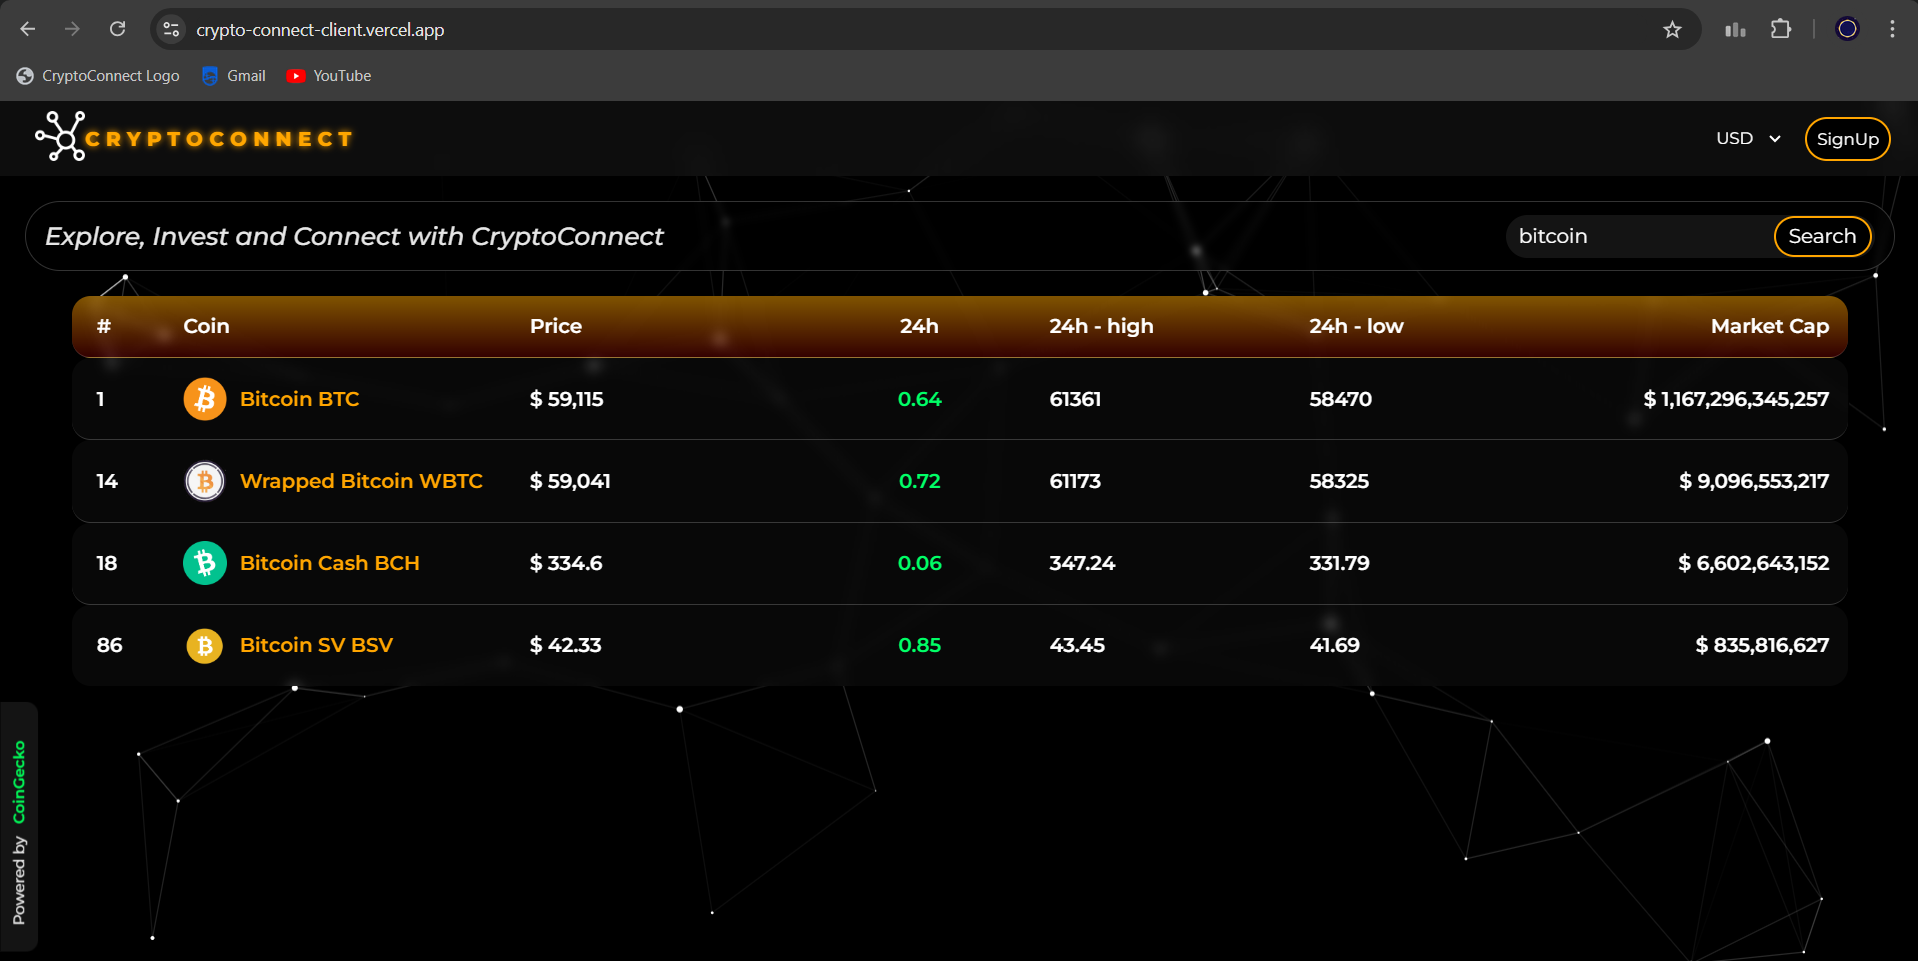 crypto-connect-client.vercel.app
CryptoConnect Logo Gmail YouTube
CRYPTOCONNECT USD SignUp
Explore, Invest and Connect with CryptoConnect bitcoin Search
# Coin Price 24h 24h - high 24h - low Market Cap
1 Bitcoin BTC $ 59,115 0.64 61361 58470 $ 1,167,296,345,257
14 Wrapped Bitcoin WBTC $ 59,041 0.72 61173 58325 $ 9,096,553,217
18 Bitcoin Cash BCH $ 334.6 0.06 347.24 331.79 $ 6,602,643,152
86 Bitcoin SV BSV $ 42.33 0.85 43.45 41.69 $ 835,816,627
Powered by CoinGecko